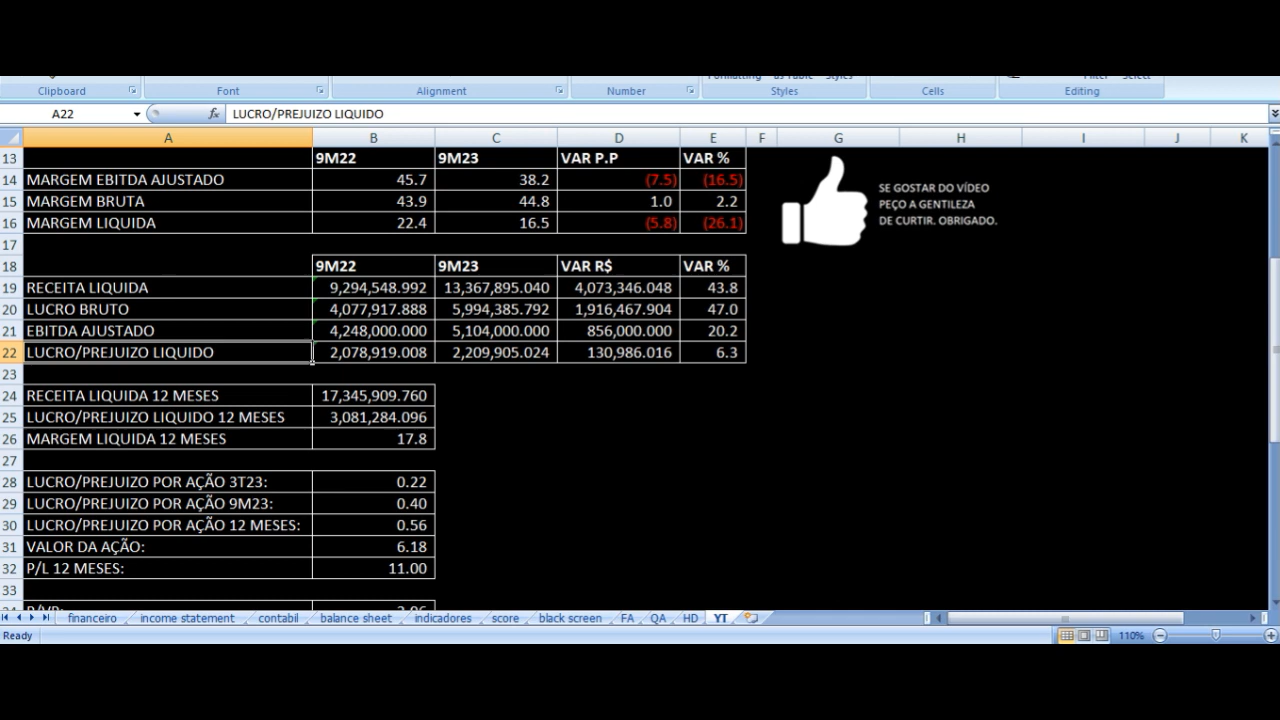 Clipboard Font Alignment Number Styles Cells Editing
A22 fx LUCRO/PREJUIZO LIQUIDO
A B C D E F G H I J K
13 9M22 9M23 VAR P.P VAR %
14 MARGEM EBITDA AJUSTADO 45.7 38.2 (7.5) (16.5)
15 MARGEM BRUTA 43.9 44.8 1.0 2.2
16 MARGEM LIQUIDA 22.4 16.5 (5.8) (26.1)
SE GOSTAR DO VÍDEO
PEÇO A GENTILEZA
DE CURTIR. OBRIGADO.
17
18 9M22 9M23 VAR R$ VAR %
19 RECEITA LIQUIDA 9,294,548.992 13,367,895.040 4,073,346.048 43.8
20 LUCRO BRUTO 4,077,917.888 5,994,385.792 1,916,467.904 47.0
21 EBITDA AJUSTADO 4,248,000.000 5,104,000.000 856,000.000 20.2
22 LUCRO/PREJUIZO LIQUIDO 2,078,919.008 2,209,905.024 130,986.016 6.3
23
24 RECEITA LIQUIDA 12 MESES 17,345,909.760
25 LUCRO/PREJUIZO LIQUIDO 12 MESES 3,081,284.096
26 MARGEM LIQUIDA 12 MESES 17.8
27
28 LUCRO/PREJUIZO POR AÇÃO 3T23: 0.22
29 LUCRO/PREJUIZO POR AÇÃO 9M23: 0.40
30 LUCRO/PREJUIZO POR AÇÃO 12 MESES: 0.56
31 VALOR DA AÇÃO: 6.18
32 P/L 12 MESES: 11.00
33
financeiro income statement contabil balance sheet indicadores score black screen FA QA HD YT
Ready 110%